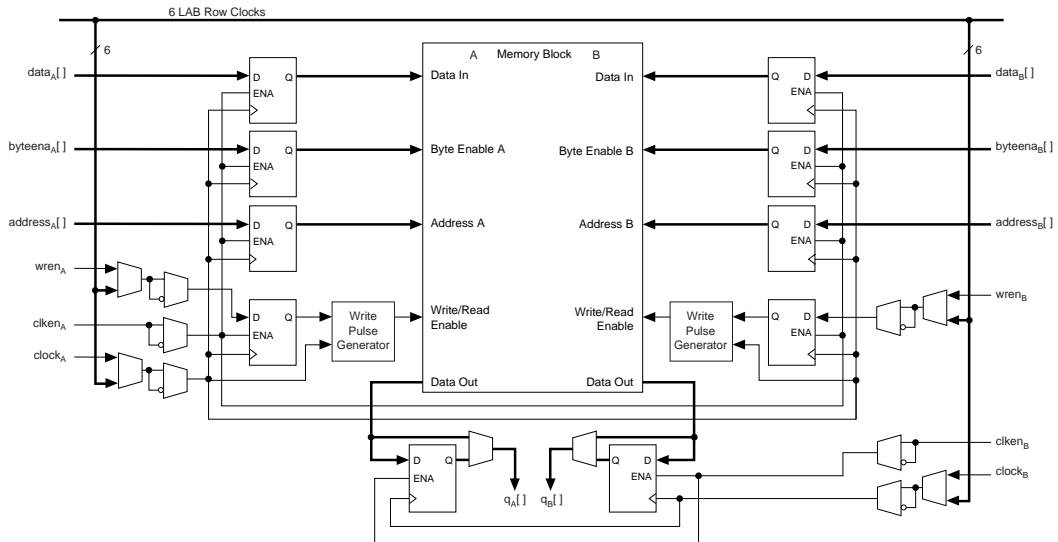 6 LAB Row Clocks
6
6
A Memory Block B
dataA[ ]
D Q
ENA
Data In
Data In
Q D
ENA
dataB[ ]
byteenaA[ ]
D Q
ENA
Byte Enable A
Byte Enable B
Q D
ENA
byteenaB[ ]
addressA[ ]
D Q
ENA
Address A
Address B
Q D
ENA
addressB[ ]
wrenA
clkenA
clockA
D Q
ENA
Write
Pulse
Generator
Write/Read
Enable
Write/Read
Enable
Write
Pulse
Generator
Q D
ENA
wrenB
Data Out
Data Out
D Q
ENA
qA[ ]
qB[ ]
Q D
ENA
clkenB
clockB